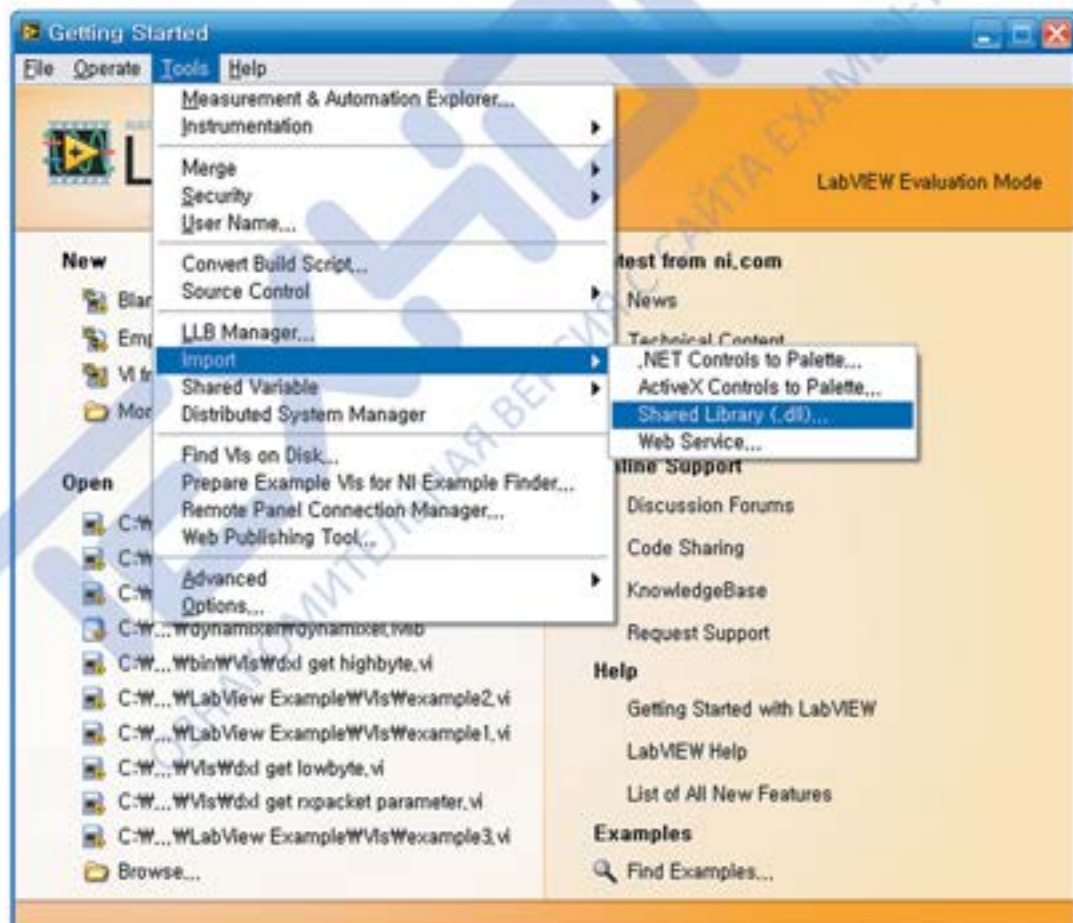 Getting Started
File Operate Tools Help
Measurement & Automation Explorer...
Instrumentation
Merge
Security
User Name...
Convert Build Script...
Source Control
LLB Manager...
Import
Shared Variable
Distributed System Manager
Find VIs on Disk...
Prepare Example VIs for NI Example Finder...
Remote Panel Connection Manager...
Web Publishing Tool...
Advanced
Options...
.NET Controls to Palette...
ActiveX Controls to Palette...
Shared Library (.dll)...
Web Service...
LabVIEW Evaluation Mode
New
Open
C:₩...₩bin₩VIs₩dxl get highbyte.vi
C:₩...₩LabView Example₩VIs₩example2.vi
C:₩...₩LabView Example₩VIs₩example1.vi
C:₩...₩VIs₩dxl get lowbyte.vi
C:₩...₩VIs₩dxl get rxpacket parameter.vi
C:₩...₩LabView Example₩VIs₩example3.vi
Browse...
from ni.com
News
Technical Content
Support
Discussion Forums
Code Sharing
KnowledgeBase
Request Support
Help
Getting Started with LabVIEW
LabVIEW Help
List of All New Features
Examples
Find Examples...
ОЗНАКОМИТЕЛЬНАЯ ВЕРСИЯ С САЙТА